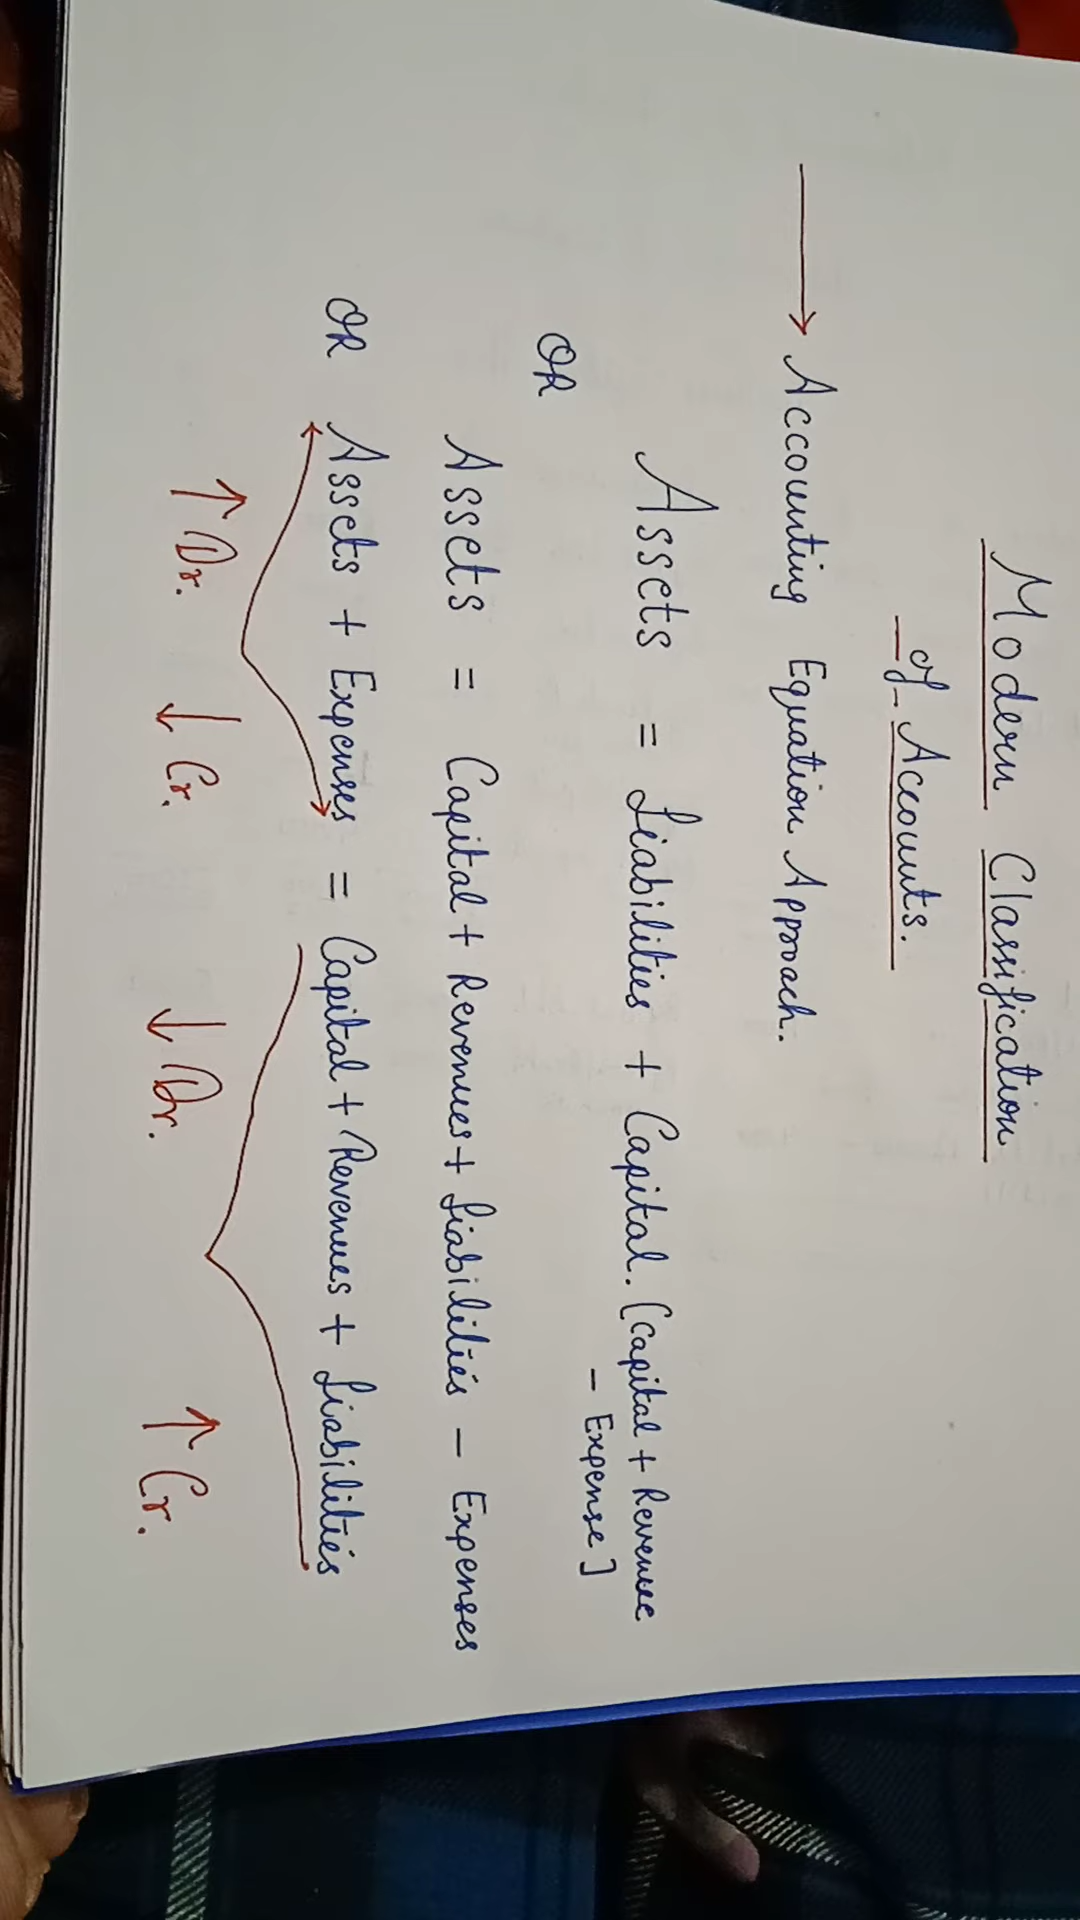 Modern Classification
of Accounts.
→ Accounting Equation Approach.
Assets = Liabilities + Capital. (Capital + Revenue
- Expense]
OR
Assets = Capital + Revenues + Liabilities - Expenses
OR Assets + Expenses = Capital + Revenues + Liabilities
↑ Dr. ↓ Cr. ↓ Dr. ↑ Cr.